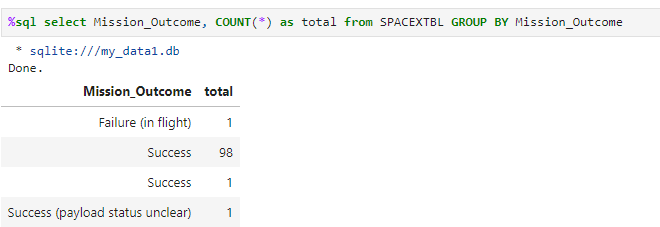 %sql select Mission_Outcome, COUNT(*) as total from SPACEXTBL GROUP BY Mission_Outcome
* sqlite:///my_data1.db
Done.
Mission_Outcome total
Failure (in flight) 1
Success 98
Success 1
Success (payload status unclear) 1